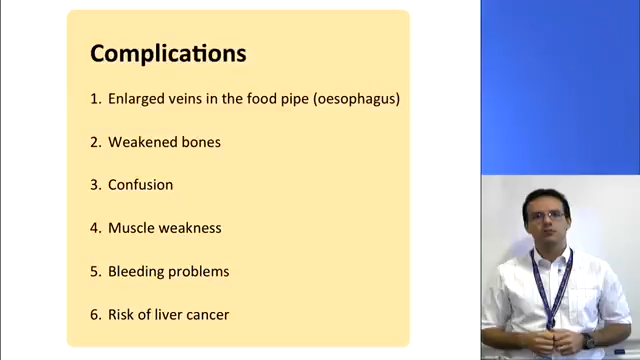 Complications
1. Enlarged veins in the food pipe (oesophagus)
2. Weakened bones
3. Confusion
4. Muscle weakness
5. Bleeding problems
6. Risk of liver cancer